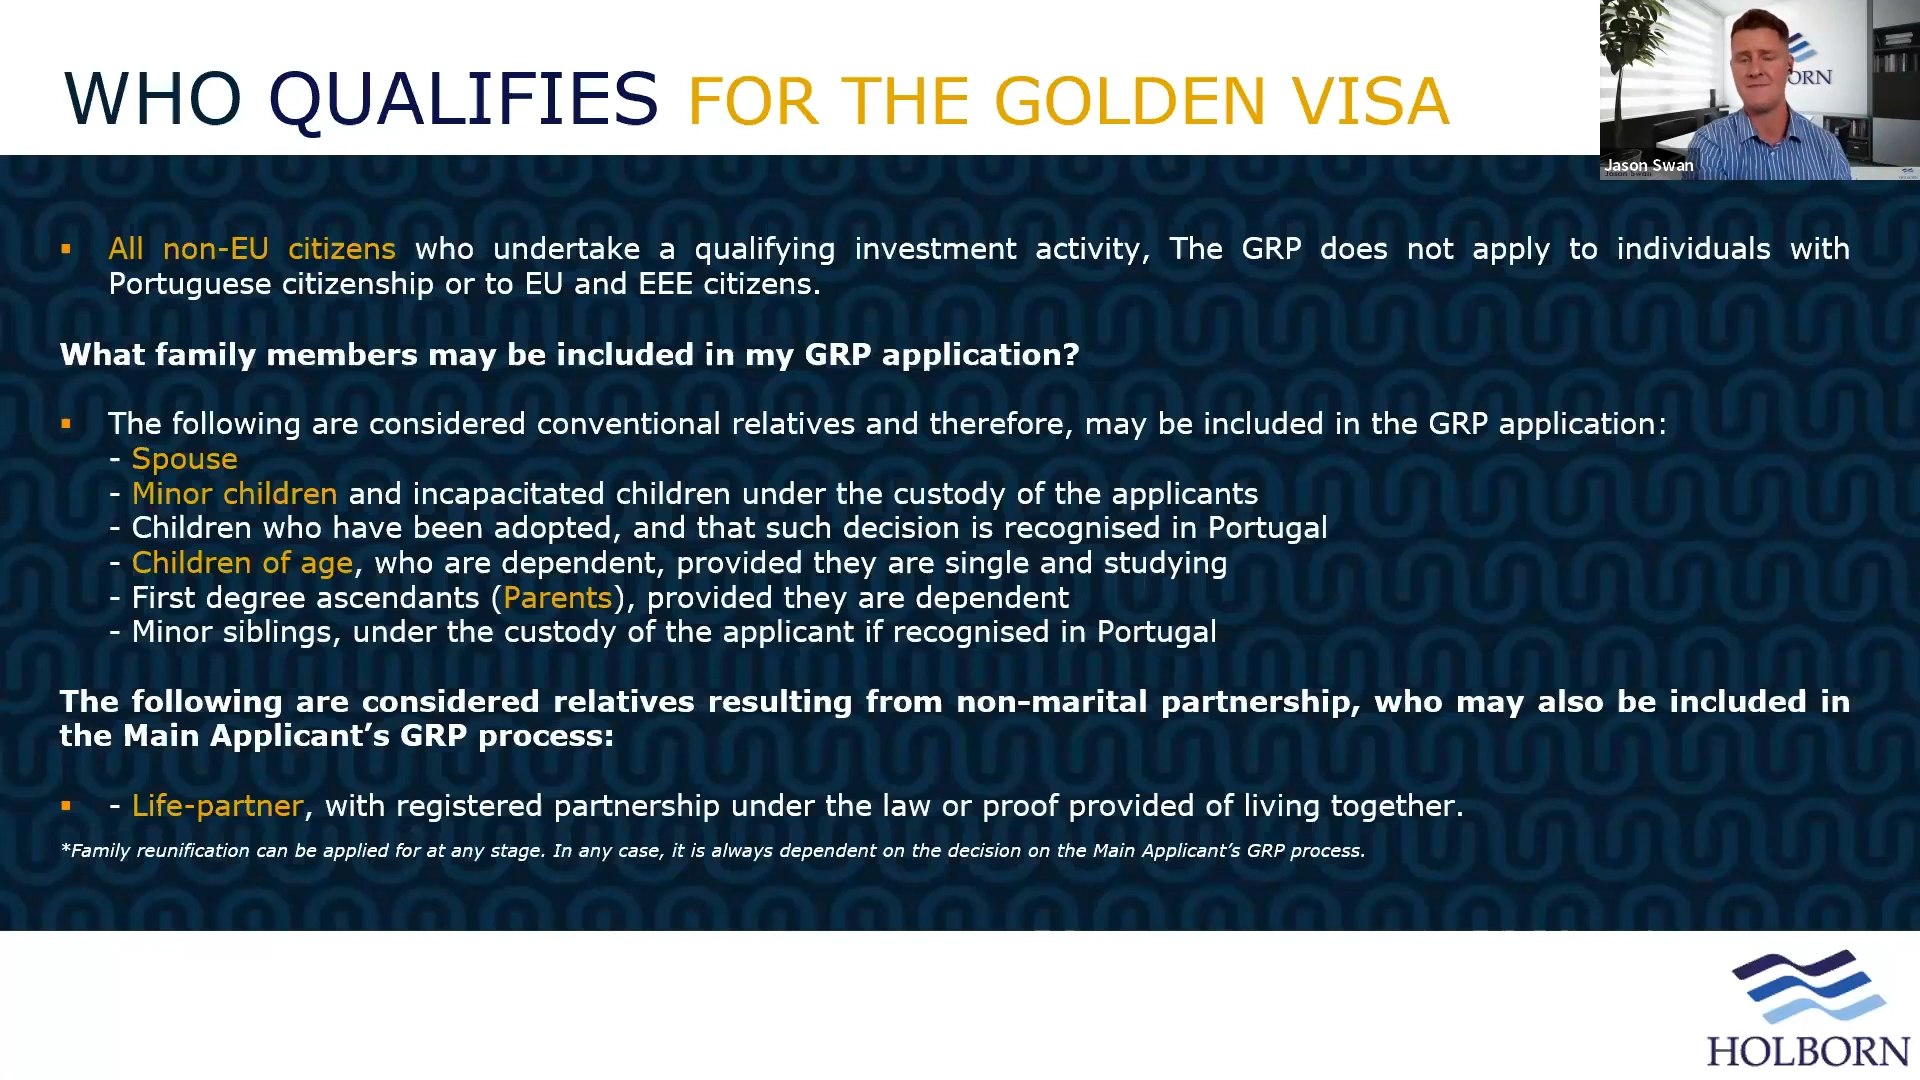 WHO QUALIFIES FOR THE GOLDEN VISA
ORN
Jason Swan
Jason Swan
▪ All non-EU citizens who undertake a qualifying investment activity, The GRP does not apply to individuals with
Portuguese citizenship or to EU and EEE citizens.
What family members may be included in my GRP application?
▪ The following are considered conventional relatives and therefore, may be included in the GRP application:
- Spouse
- Minor children and incapacitated children under the custody of the applicants
- Children who have been adopted, and that such decision is recognised in Portugal
- Children of age, who are dependent, provided they are single and studying
- First degree ascendants (Parents), provided they are dependent
- Minor siblings, under the custody of the applicant if recognised in Portugal
The following are considered relatives resulting from non-marital partnership, who may also be included in
the Main Applicant’s GRP process:
▪ - Life-partner, with registered partnership under the law or proof provided of living together.
*Family reunification can be applied for at any stage. In any case, it is always dependent on the decision on the Main Applicant’s GRP process.
HOLBORN